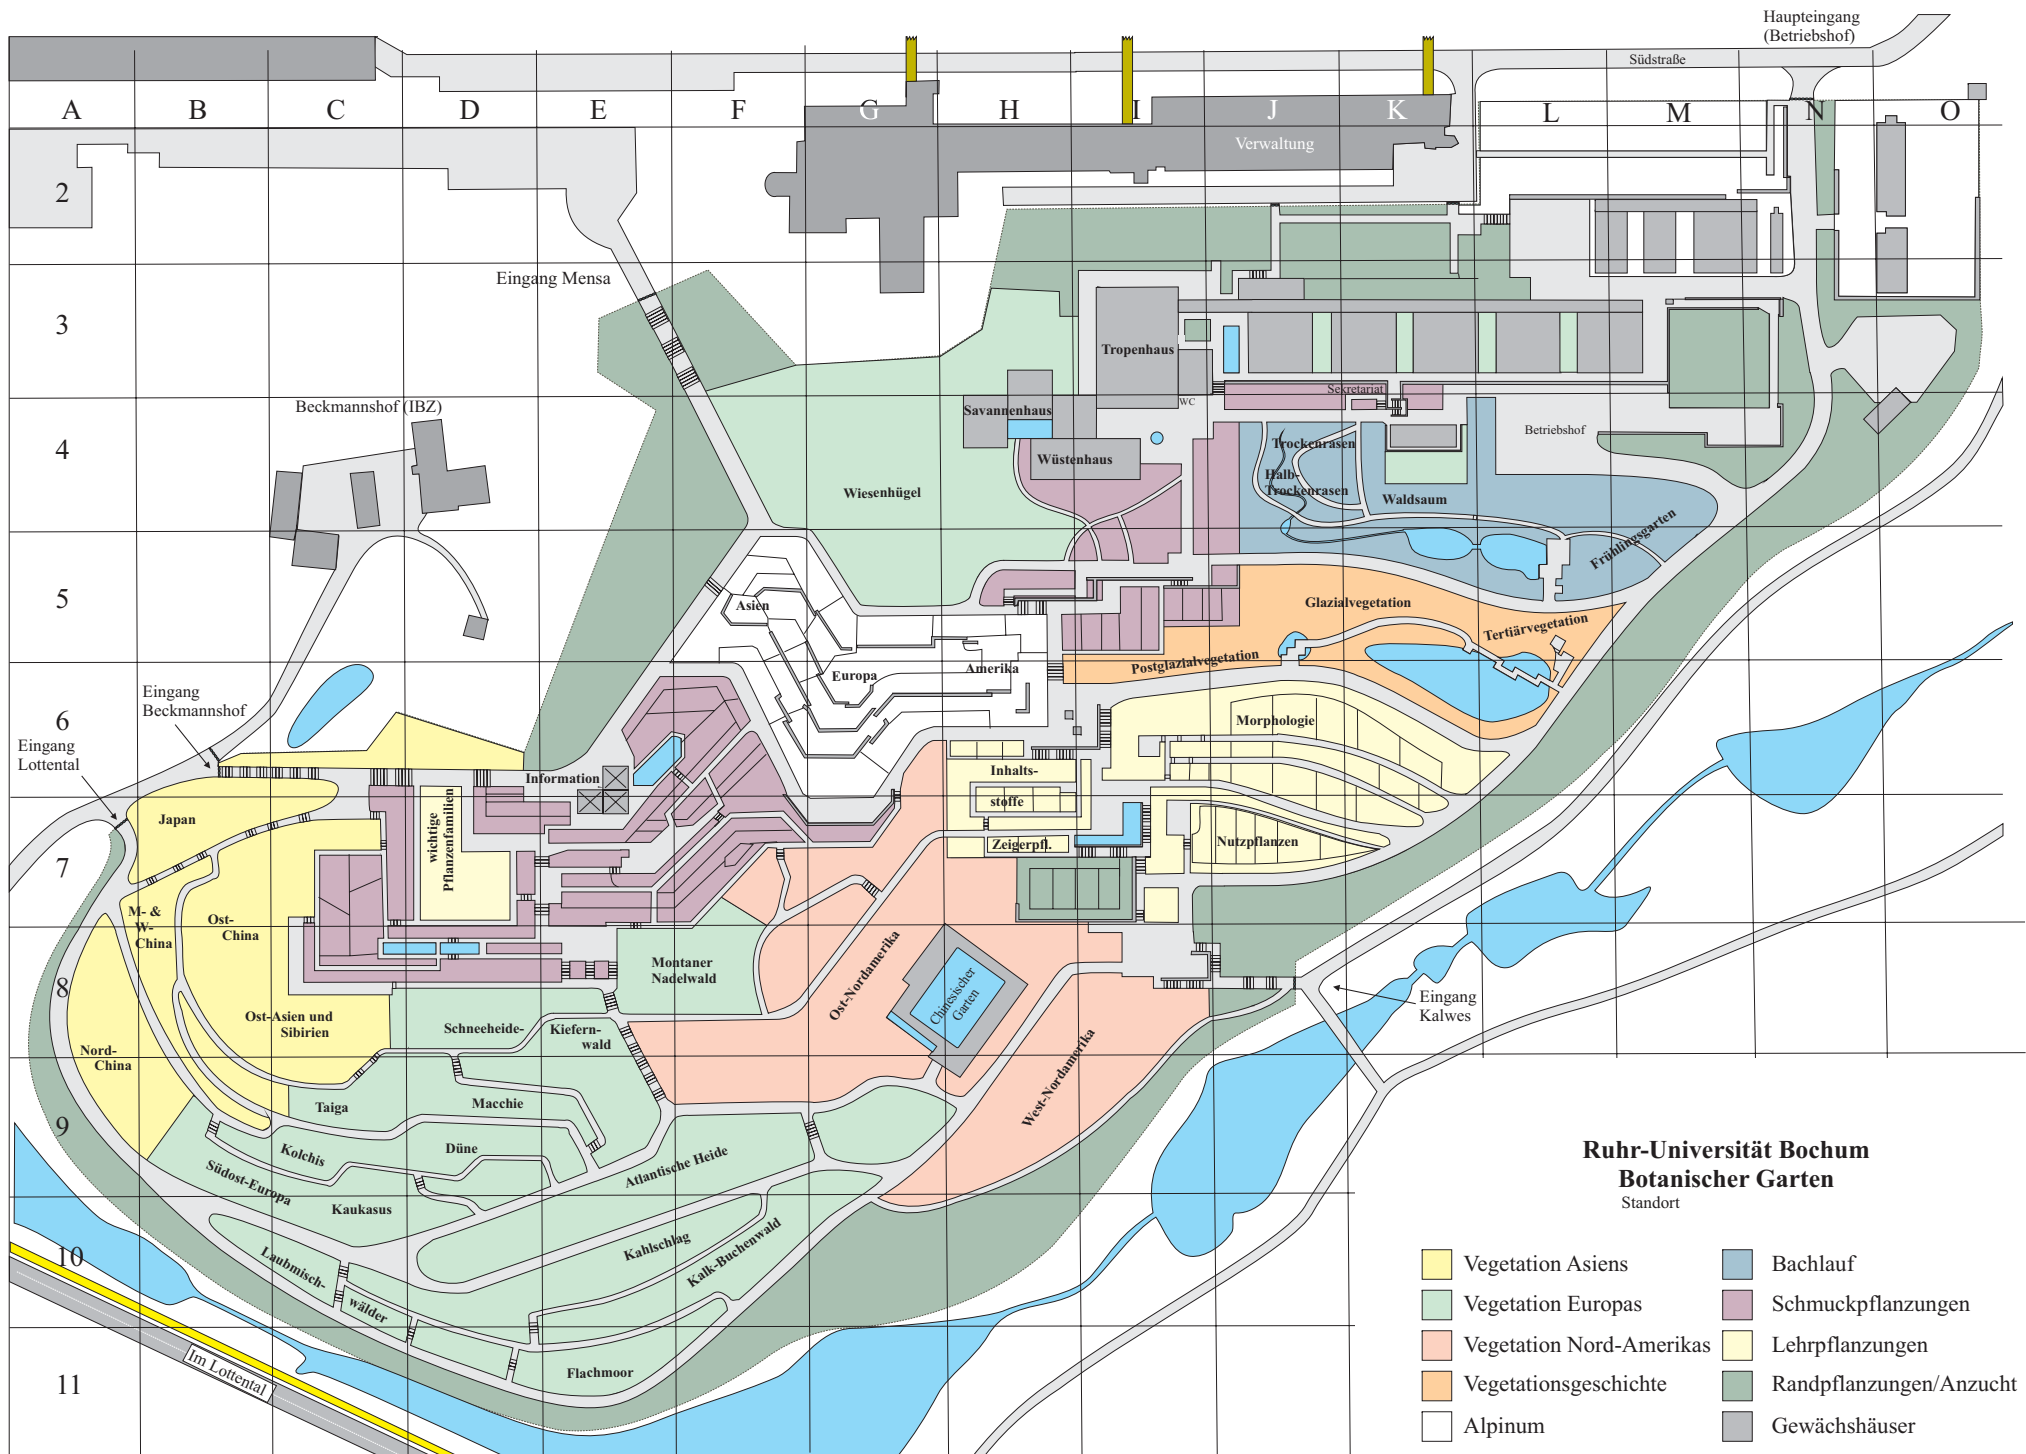 Haupteingang
(Betriebshof)
Südstraße
A B C D E F G H I J K L M N O
Verwaltung
2
Eingang Mensa
3
Tropenhaus
Sekretariat
WC
Beckmannshof (IBZ)
Savannenhaus
4
Betriebshof
Trockenrasen
Wüstenhaus
Halb-
Trockenrasen
Wiesenhügel
Waldsaum
Frühlingsgarten
5
Asien
Glazialvegetation
Tertiärvegetation
Postglazialvegetation
Amerika
Europa
Eingang
Beckmannshof
6
Morphologie
Eingang
Lottental
Information
Inhalts-
stoffe
Japan
wichtige
Pflanzenfamilien
7
Nutzpflanzen
Zeigerpfl.
M- &
W-
China
Ost-
China
Montaner
Nadelwald
Ost-Nordamerika
8
Chinesischer
Garten
Eingang
Kalwes
Ost-Asien und
Sibirien
Schneeheide-
Kiefern-
wald
Nord-
China
West-Nordamerika
Taiga
Macchie
9
Kolchis
Düne
Atlantische Heide
Südost-Europa
Kaukasus
Ruhr-Universität Bochum
Botanischer Garten
Standort
10
Laubmisch-
wälder
Kahlschlag
Kalk-Buchenwald
Flachmoor
11
Im Lottental
Vegetation Asiens
Vegetation Europas
Vegetation Nord-Amerikas
Vegetationsgeschichte
Alpinum
Bachlauf
Schmuckpflanzungen
Lehrpflanzungen
Randpflanzungen/Anzucht
Gewächshäuser